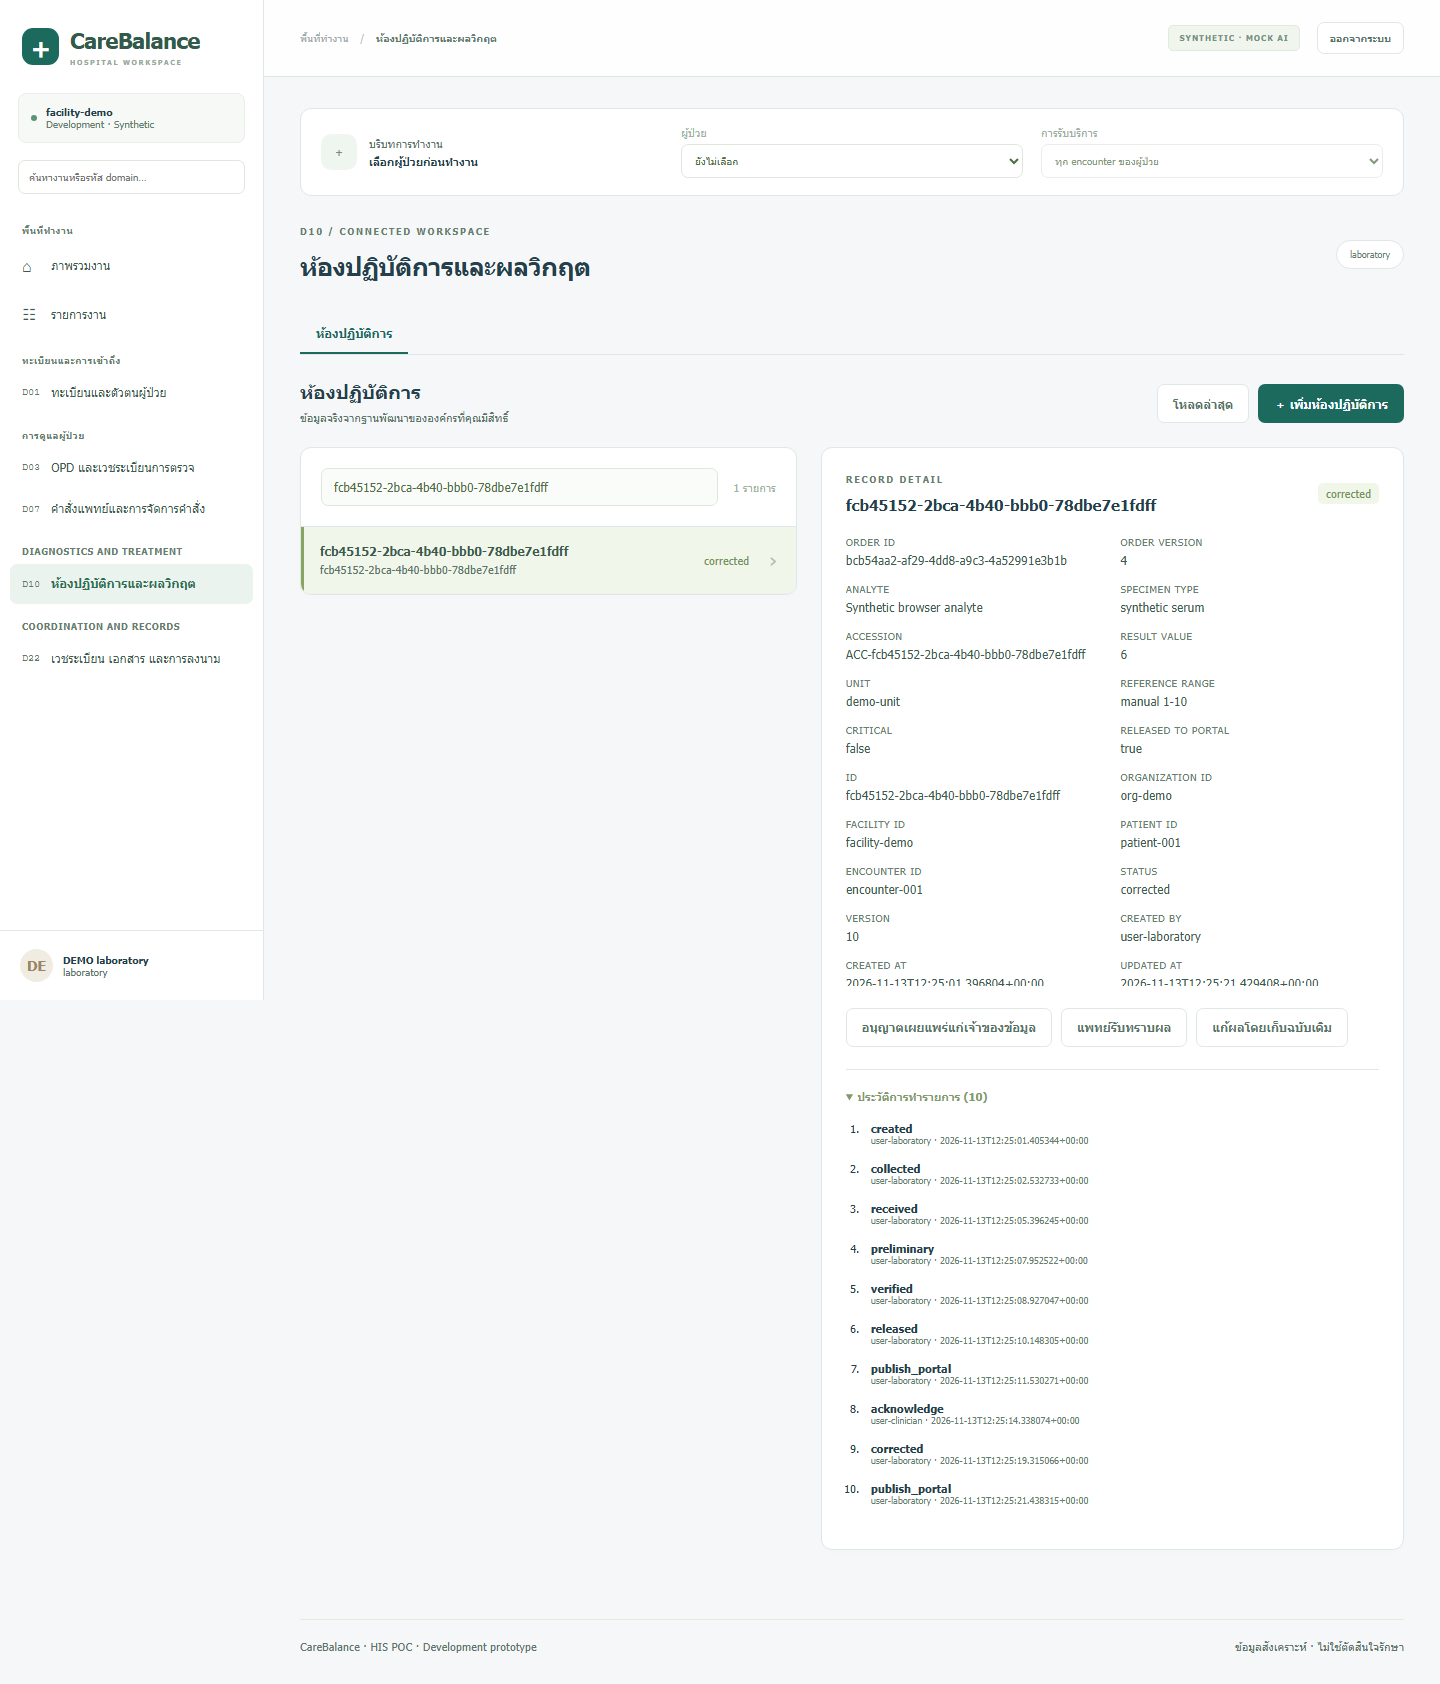 CareBalance
HOSPITAL WORKSPACE
facility-demo
Development · Synthetic
ค้นหางานหรือรหัส domain...
พื้นที่ทำงาน
⌂ ภาพรวมงาน
☷ รายการงาน
ทะเบียนและการเข้าถึง
D01 ทะเบียนและตัวตนผู้ป่วย
การดูแลผู้ป่วย
D03 OPD และเวชระเบียนการตรวจ
D07 คำสั่งแพทย์และการจัดการคำสั่ง
DIAGNOSTICS AND TREATMENT
D10 ห้องปฏิบัติการและผลวิกฤต
COORDINATION AND RECORDS
D22 เวชระเบียน เอกสาร และการลงนาม
DE
DEMO laboratory
laboratory
พื้นที่ทำงาน / ห้องปฏิบัติการและผลวิกฤต
SYNTHETIC · MOCK AI
ออกจากระบบ
+
บริบทการทำงาน
เลือกผู้ป่วยก่อนทำงาน
ผู้ป่วย
ยังไม่เลือก
การรับบริการ
ทุก encounter ของผู้ป่วย
D10 / CONNECTED WORKSPACE
ห้องปฏิบัติการและผลวิกฤต
laboratory
ห้องปฏิบัติการ
ห้องปฏิบัติการ
ข้อมูลจริงจากฐานพัฒนาขององค์กรที่คุณมีสิทธิ์
โหลดล่าสุด
+ เพิ่มห้องปฏิบัติการ
fcb45152-2bca-4b40-bbb0-78dbe7e1fdff
1 รายการ
fcb45152-2bca-4b40-bbb0-78dbe7e1fdff
fcb45152-2bca-4b40-bbb0-78dbe7e1fdff
corrected
RECORD DETAIL
fcb45152-2bca-4b40-bbb0-78dbe7e1fdff
corrected
ORDER ID
bcb54aa2-af29-4dd8-a9c3-4a52991e3b1b
ORDER VERSION
4
ANALYTE
Synthetic browser analyte
SPECIMEN TYPE
synthetic serum
ACCESSION
ACC-fcb45152-2bca-4b40-bbb0-78dbe7e1fdff
RESULT VALUE
6
UNIT
demo-unit
REFERENCE RANGE
manual 1-10
CRITICAL
false
RELEASED TO PORTAL
true
ID
fcb45152-2bca-4b40-bbb0-78dbe7e1fdff
ORGANIZATION ID
org-demo
FACILITY ID
facility-demo
PATIENT ID
patient-001
ENCOUNTER ID
encounter-001
STATUS
corrected
VERSION
10
CREATED BY
user-laboratory
CREATED AT
2026-11-13T12:25:01.396804+00:00
UPDATED AT
2026-11-13T12:25:21.429408+00:00
อนุญาตเผยแพร่แก่เจ้าของข้อมูล
แพทย์รับทราบผล
แก้ผลโดยเก็บฉบับเดิม
▼ ประวัติการทำรายการ (10)
1. created
user-laboratory · 2026-11-13T12:25:01.405344+00:00
2. collected
user-laboratory · 2026-11-13T12:25:02.532733+00:00
3. received
user-laboratory · 2026-11-13T12:25:05.396245+00:00
4. preliminary
user-laboratory · 2026-11-13T12:25:07.952522+00:00
5. verified
user-laboratory · 2026-11-13T12:25:08.927047+00:00
6. released
user-laboratory · 2026-11-13T12:25:10.148305+00:00
7. publish_portal
user-laboratory · 2026-11-13T12:25:11.530271+00:00
8. acknowledge
user-clinician · 2026-11-13T12:25:14.338074+00:00
9. corrected
user-laboratory · 2026-11-13T12:25:19.315066+00:00
10. publish_portal
user-laboratory · 2026-11-13T12:25:21.438315+00:00
CareBalance · HIS POC · Development prototype
ข้อมูลสังเคราะห์ · ไม่ใช้ตัดสินใจรักษา